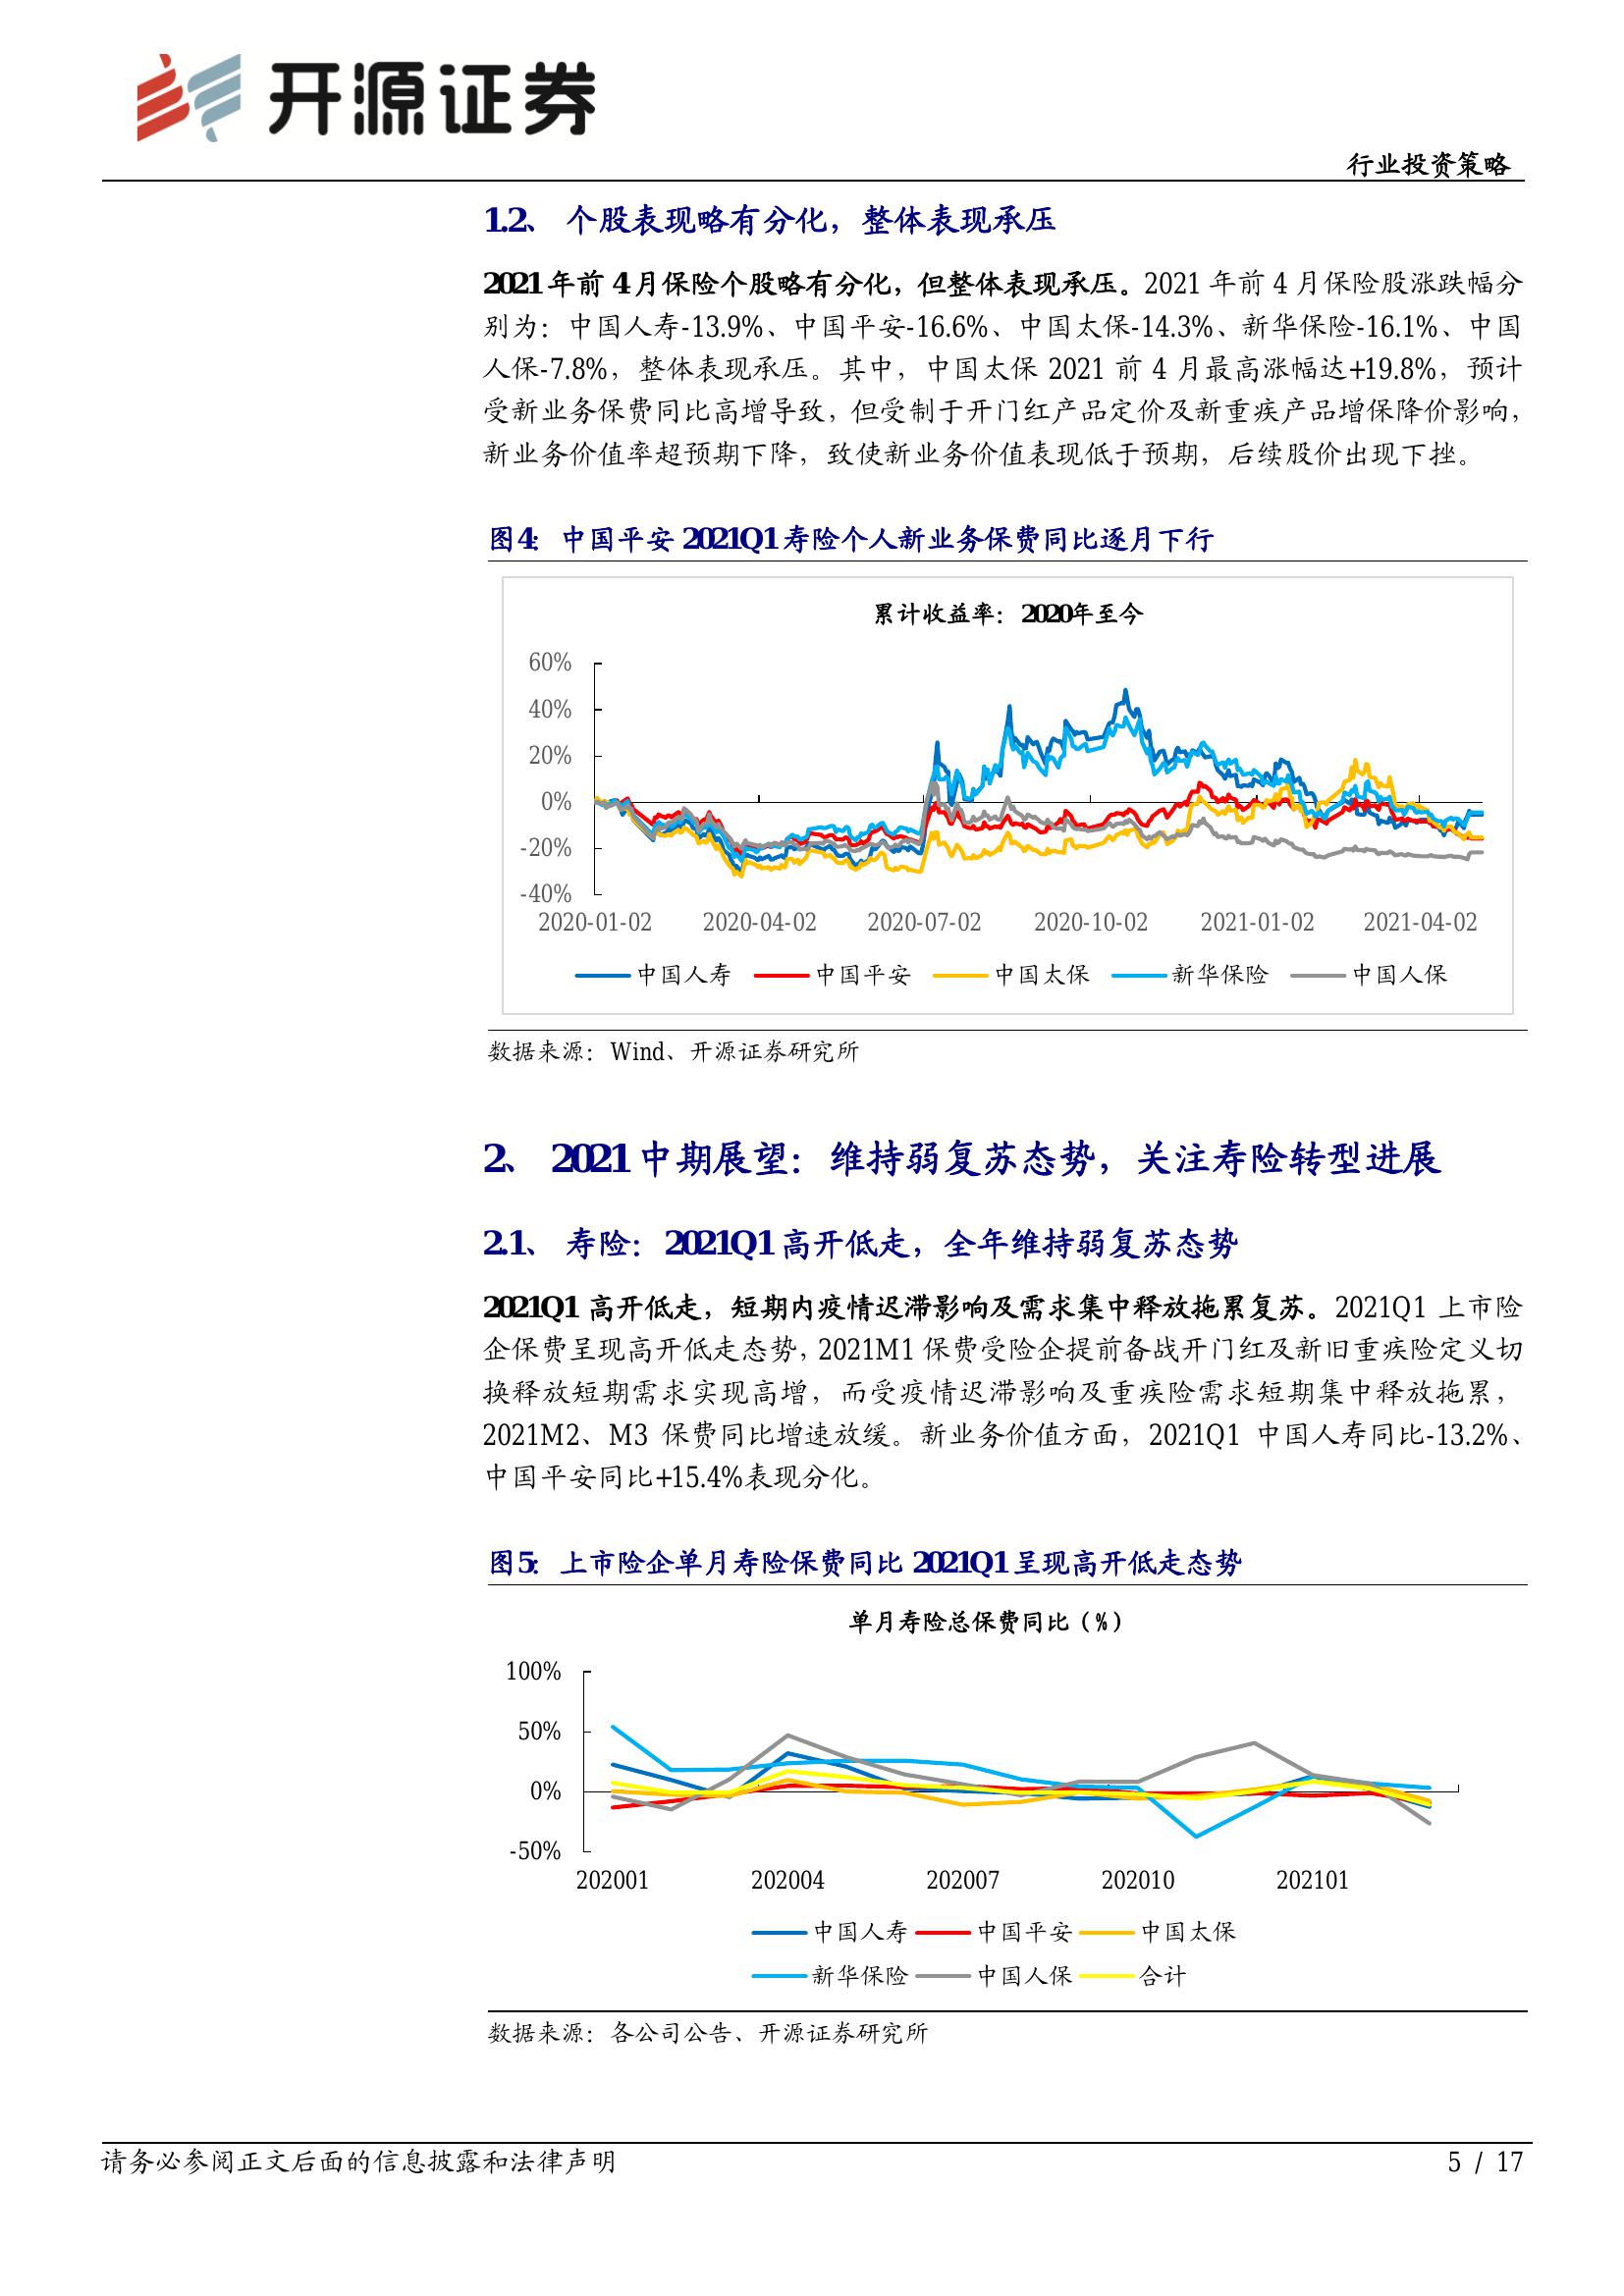 开源证券
行业投资策略
1.2、 个股表现略有分化，整体表现承压
2021 年前 4 月保险个股略有分化，但整体表现承压。2021 年前 4 月保险股涨跌幅分
别为：中国人寿-13.9%、中国平安-16.6%、中国太保-14.3%、新华保险-16.1%、中国
人保-7.8%，整体表现承压。其中，中国太保 2021 前 4 月最高涨幅达+19.8%，预计
受新业务保费同比高增导致，但受制于开门红产品定价及新重疾产品增保降价影响，
新业务价值率超预期下降，致使新业务价值表现低于预期，后续股价出现下挫。
图4：中国平安 2021Q1 寿险个人新业务保费同比逐月下行
累计收益率：2020年至今
60%
40%
20%
0%
-20%
-40%
2020-01-02 2020-04-02 2020-07-02 2020-10-02 2021-01-02 2021-04-02
中国人寿 中国平安 中国太保 新华保险 中国人保
数据来源：Wind、开源证券研究所
2、 2021 中期展望：维持弱复苏态势，关注寿险转型进展
2.1、 寿险：2021Q1 高开低走，全年维持弱复苏态势
2021Q1 高开低走，短期内疫情迟滞影响及需求集中释放拖累复苏。2021Q1 上市险
企保费呈现高开低走态势，2021M1 保费受险企提前备战开门红及新旧重疾险定义切
换释放短期需求实现高增，而受疫情迟滞影响及重疾险需求短期集中释放拖累，
2021M2、M3 保费同比增速放缓。新业务价值方面，2021Q1 中国人寿同比-13.2%、
中国平安同比+15.4%表现分化。
图5：上市险企单月寿险保费同比 2021Q1 呈现高开低走态势
单月寿险总保费同比（%）
100%
50%
0%
-50%
202001 202004 202007 202010 202101
中国人寿 中国平安 中国太保
新华保险 中国人保 合计
数据来源：各公司公告、开源证券研究所
请务必参阅正文后面的信息披露和法律声明 5 / 17